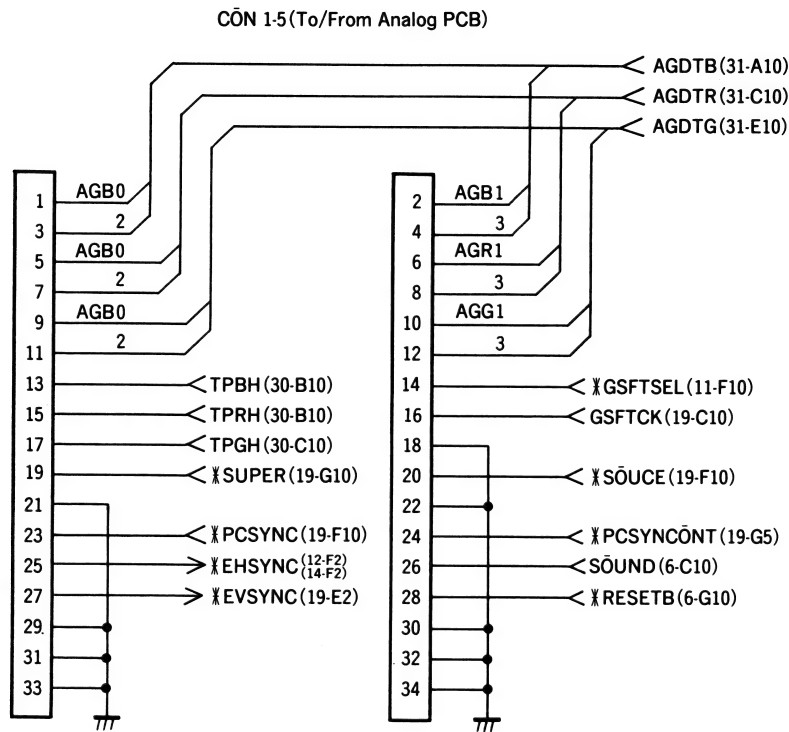 CŌN 1-5(To/From Analog PCB)
AGDTB(31-A10)
AGDTR(31-C10)
AGDTG(31-E10)
1 AGB0
3 2
5 AGB0
7 2
9 AGB0
11 2
13 TPBH(30-B10)
15 TPRH(30-B10)
17 TPGH(30-C10)
19 ⁎SUPER(19-G10)
21
23 ⁎PCSYNC(19-F10)
25 ⁎EHSYNC(12-F2)(14-F2)
27 ⁎EVSYNC(19-E2)
29.
31
33
2 AGB1
4 3
6 AGR1
8 3
10 AGG1
12 3
14 ⁎GSFTSEL(11-F10)
16 GSFTCK(19-C10)
18
20 ⁎SŌUCE(19-F10)
22
24 ⁎PCSYNCŌNT(19-G5)
26 SŌUND(6-C10)
28 ⁎RESETB(6-G10)
30
32
34